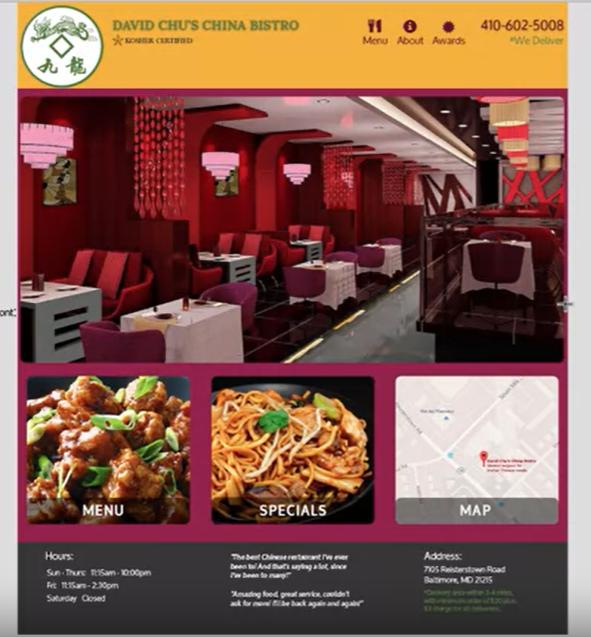 DAVID CHU'S CHINA BISTRO
KOSHER CERTIFIED
Menu
About
Awards
410-602-5008
*We Deliver
九 龍
ont;
MENU
SPECIALS
MAP
Hours:
Sun - Thurs: 11:15am - 10:00pm
Fri: 11:15am - 2:30pm
Saturday Closed
"The best Chinese restaurant I've ever
been to! And that's saying a lot, since
I've been to many!"
"Amazing food, great service, couldn't
ask for more! I'll be back again and again!"
Address:
7105 Reisterstown Road
Baltimore, MD 21215